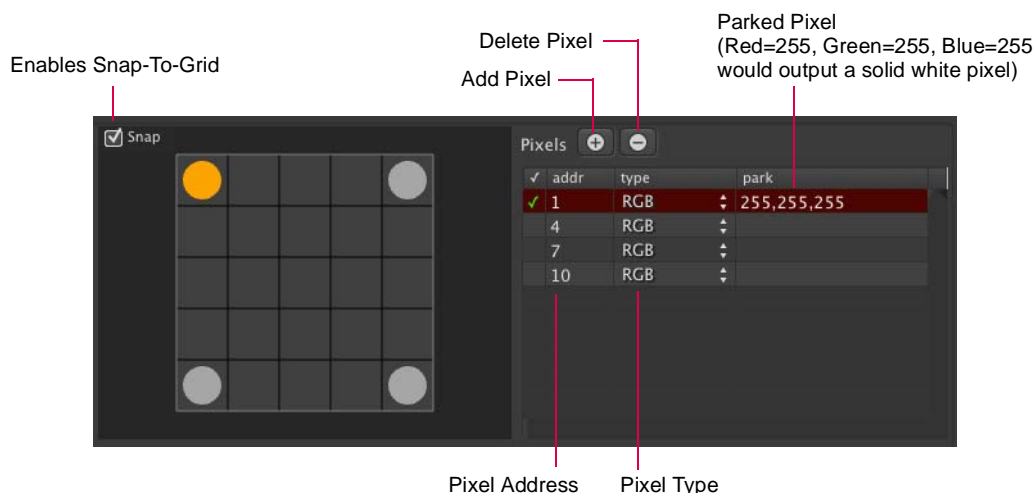 Parked Pixel
(Red=255, Green=255, Blue=255
would output a solid white pixel)
Delete Pixel
Enables Snap-To-Grid
Add Pixel
Snap
Pixels
✓ addr type park
✓ 1 RGB 255,255,255
4 RGB
7 RGB
10 RGB
Pixel Address
Pixel Type